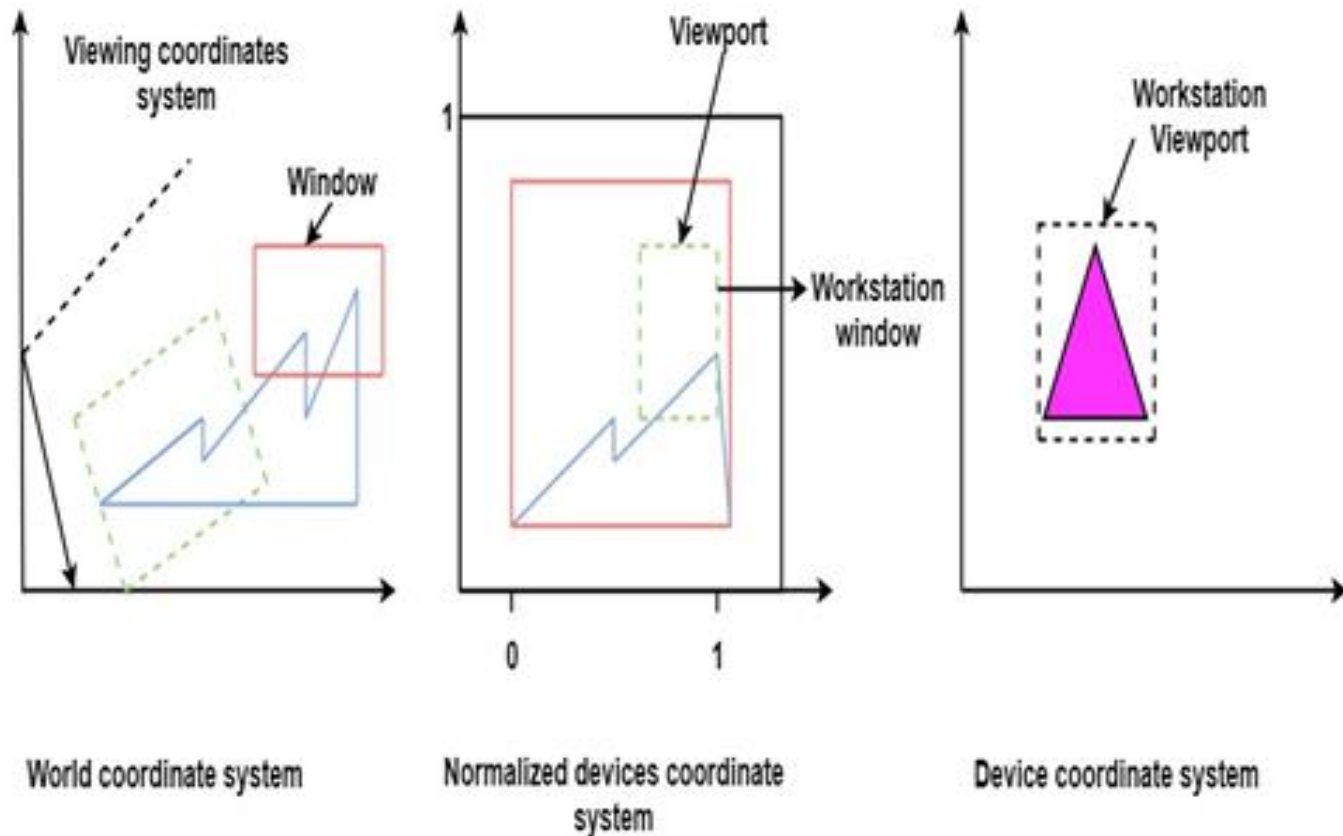 Viewing coordinates
system
Window
World coordinate system
Viewport
1
Workstation
window
0
1
Normalized devices coordinate
system
Workstation
Viewport
Device coordinate system